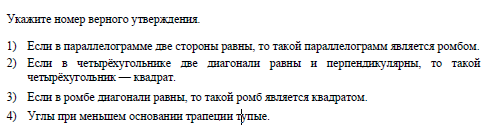 Укажите номер верного утверждения.
1) Если в параллелограмме две стороны равны, то такой параллелограмм является ромбом.
2) Если в четырёхугольнике две диагонали равны и перпендикулярны, то такой
четырёхугольник — квадрат.
3) Если в ромбе диагонали равны, то такой ромб является квадратом.
4) Углы при меньшем основании трапеции тупые.